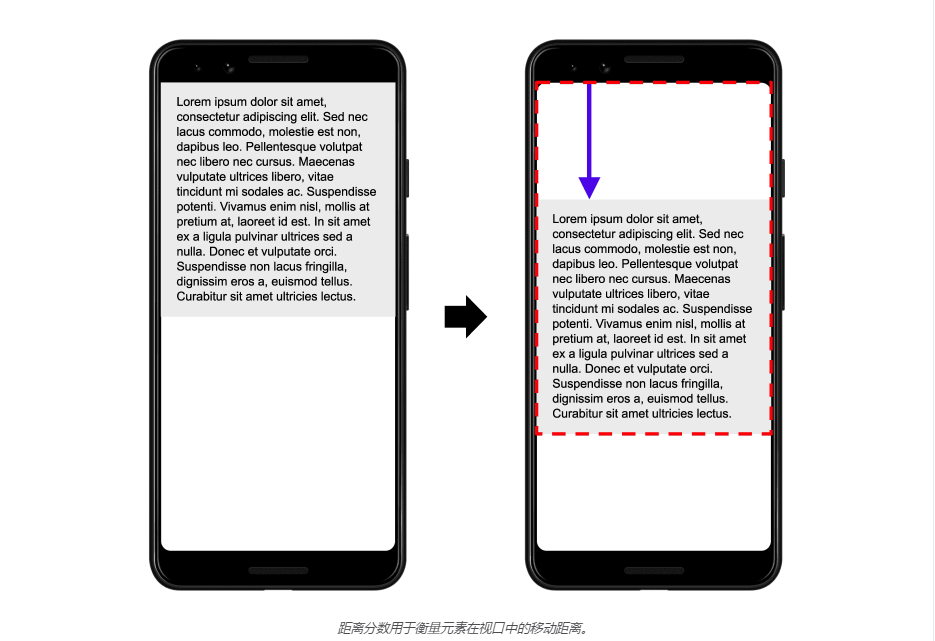 Lorem ipsum dolor sit amet,
consectetur adipiscing elit. Sed nec
lacus commodo, molestie est non,
dapibus leo. Pellentesque volutpat
nec libero nec cursus. Maecenas
vulputate ultrices libero, vitae
tincidunt mi sodales ac. Suspendisse
potenti. Vivamus enim nisl, mollis at
pretium at, laoreet id est. In sit amet
ex a ligula pulvinar ultrices sed a
nulla. Donec et vulputate orci.
Suspendisse non lacus fringilla,
dignissim eros a, euismod tellus.
Curabitur sit amet ultricies lectus.
Lorem ipsum dolor sit amet,
consectetur adipiscing elit. Sed nec
lacus commodo, molestie est non,
dapibus leo. Pellentesque volutpat
nec libero nec cursus. Maecenas
vulputate ultrices libero, vitae
tincidunt mi sodales ac. Suspendisse
potenti. Vivamus enim nisl, mollis at
pretium at, laoreet id est. In sit amet
ex a ligula pulvinar ultrices sed a
nulla. Donec et vulputate orci.
Suspendisse non lacus fringilla,
dignissim eros a, euismod tellus.
Curabitur sit amet ultricies lectus.
距离分数用于衡量元素在视口中的移动距离。